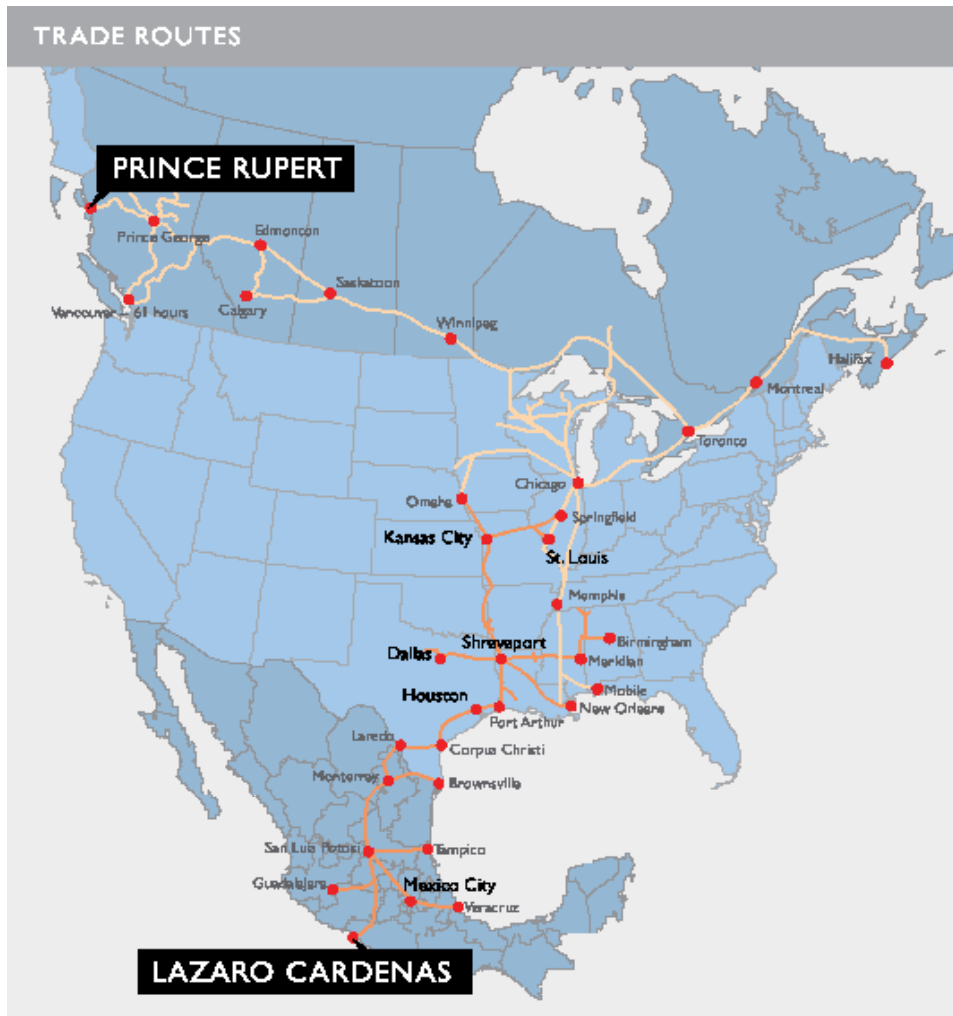 TRADE ROUTES
PRINCE RUPERT
Prince George
Edmonton
Saskatoon
Vancouver – 61 hours
Calgary
Winnipeg
Halifax
Montreal
Toronto
Chicago
Omaha
Springfield
Kansas City
St. Louis
Memphis
Shreveport
Birmingham
Dallas
Meridian
Houston
Mobile
New Orleans
Port Arthur
Laredo
Corpus Christi
Monterrey
Brownsville
San Luis Potosi
Tampico
Guadalajara
Mexico City
Veracruz
LAZARO CARDENAS